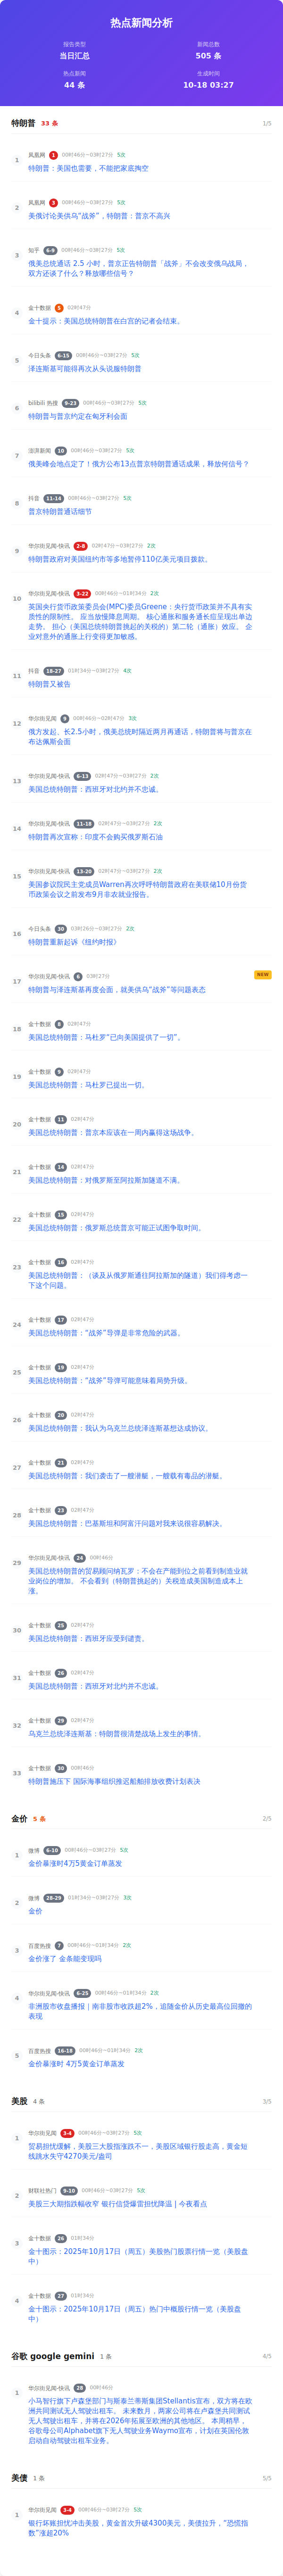 热点新闻分析
报告类型
当日汇总
新闻总数
505 条
热点新闻
44 条
生成时间
10-18 03:27
特朗普 33 条 1/5
1
凤凰网 1 00时46分~03时27分 5次
特朗普：美国也需要，不能把家底掏空
2
凤凰网 3 00时46分~03时27分 5次
美俄讨论美供乌“战斧”，特朗普：普京不高兴
3
知乎 6-9 00时46分~03时27分 5次
俄美总统通话 2.5 小时，普京正告特朗普「战斧」不会改变俄乌战局，
双方还谈了什么？释放哪些信号？
4
金十数据 5 02时47分
金十提示：美国总统特朗普在白宫的记者会结束。
5
今日头条 6-15 00时46分~03时27分 5次
泽连斯基可能得再次从头说服特朗普
6
bilibili 热搜 9-23 00时46分~03时27分 5次
特朗普与普京约定在匈牙利会面
7
澎湃新闻 10 00时46分~03时27分 5次
俄美峰会地点定了！俄方公布13点普京特朗普通话成果，释放何信号？
8
抖音 11-14 00时46分~03时27分 5次
普京特朗普通话细节
9
华尔街见闻-快讯 2-8 02时47分~03时27分 2次
特朗普政府对美国纽约市等多地暂停110亿美元项目拨款。
10
华尔街见闻-快讯 3-22 00时46分~01时34分 2次
英国央行货币政策委员会(MPC)委员Greene：央行货币政策并不具有实
质性的限制性。 应当放慢降息周期。 核心通胀和服务通长应呈现出单边
走势。 担心（美国总统特朗普挑起的关税的）第二轮（通胀）效应。 企
业对意外的通胀上行变得更加敏感。
11
抖音 18-27 01时34分~03时27分 4次
特朗普又被告
12
华尔街见闻 9 00时46分~02时47分 3次
俄方发起、长2.5小时，俄美总统时隔近两月再通话，特朗普将与普京在
布达佩斯会面
13
华尔街见闻-快讯 6-13 02时47分~03时27分 2次
美国总统特朗普：西班牙对北约并不忠诚。
14
华尔街见闻-快讯 11-18 02时47分~03时27分 2次
特朗普再次宣称：印度不会购买俄罗斯石油
15
华尔街见闻-快讯 13-20 02时47分~03时27分 2次
美国参议院民主党成员Warren再次呼呼特朗普政府在美联储10月份货
币政策会议之前发布9月非农就业报告。
16
今日头条 30 03时26分~03时27分 2次
特朗普重新起诉《纽约时报》
17
华尔街见闻-快讯 6 03时27分 NEW
特朗普与泽连斯基再度会面，就美供乌“战斧”等问题表态
18
金十数据 8 02时47分
美国总统特朗普：马杜罗“已向美国提供了一切”。
19
金十数据 9 02时47分
美国总统特朗普：马杜罗已提出一切。
20
金十数据 11 02时47分
美国总统特朗普：普京本应该在一周内赢得这场战争。
21
金十数据 14 02时47分
美国总统特朗普：对俄罗斯至阿拉斯加隧道不满。
22
金十数据 15 02时47分
美国总统特朗普：俄罗斯总统普京可能正试图争取时间。
23
金十数据 16 02时47分
美国总统特朗普：（谈及从俄罗斯通往阿拉斯加的隧道）我们得考虑一
下这个问题。
24
金十数据 17 02时47分
美国总统特朗普：“战斧”导弹是非常危险的武器。
25
金十数据 19 02时47分
美国总统特朗普：“战斧”导弹可能意味着局势升级。
26
金十数据 20 02时47分
美国总统特朗普：我认为乌克兰总统泽连斯基想达成协议。
27
金十数据 21 02时47分
美国总统特朗普：我们袭击了一艘潜艇，一艘载有毒品的潜艇。
28
金十数据 23 02时47分
美国总统特朗普：巴基斯坦和阿富汗问题对我来说很容易解决。
29
华尔街见闻-快讯 24 00时46分
美国总统特朗普的贸易顾问纳瓦罗：不会在产能到位之前看到制造业就
业岗位的增加。 不会看到（特朗普挑起的）关税造成美国制造成本上
涨。
30
金十数据 25 02时47分
美国总统特朗普：西班牙应受到谴责。
31
金十数据 26 02时47分
美国总统特朗普：西班牙对北约并不忠诚。
32
金十数据 29 02时47分
乌克兰总统泽连斯基：特朗普很清楚战场上发生的事情。
33
金十数据 30 00时46分
特朗普施压下 国际海事组织推迟船舶排放收费计划表决
金价 5 条 2/5
1
微博 6-10 00时46分~03时27分 5次
金价暴涨时4万5黄金订单蒸发
2
微博 28-29 01时34分~03时27分 3次
金价
3
百度热搜 7 00时46分~01时34分 2次
金价涨了 金条能变现吗
4
华尔街见闻-快讯 6-25 00时46分~01时34分 2次
非洲股市收盘播报｜南非股市收跌超2%，追随金价从历史最高位回撤的
表现
5
百度热搜 16-18 00时46分~01时34分 2次
金价暴涨时 4万5黄金订单蒸发
美股 4 条 3/5
1
华尔街见闻 3-4 00时46分~03时27分 5次
贸易担忧缓解，美股三大股指涨跌不一，美股区域银行股走高，黄金短
线跳水失守4270美元/盎司
2
财联社热门 9-10 00时46分~03时27分 5次
美股三大期指跌幅收窄 银行信贷爆雷担忧降温 | 今夜看点
3
金十数据 26 01时34分
金十图示：2025年10月17日（周五）美股热门股票行情一览（美股盘
中）
4
金十数据 27 01时34分
金十图示：2025年10月17日（周五）热门中概股行情一览（美股盘
中）
谷歌 google gemini 1 条 4/5
1
华尔街见闻-快讯 28 00时46分
小马智行旗下卢森堡部门与斯泰兰蒂斯集团Stellantis宣布，双方将在欧
洲共同测试无人驾驶出租车。 未来数月，两家公司将在卢森堡共同测试
无人驾驶出租车，并将在2026年拓展至欧洲的其他地区。 本周稍早，
谷歌母公司Alphabet旗下无人驾驶业务Waymo宣布，计划在英国伦敦
启动自动驾驶出租车业务。
美债 1 条 5/5
1
华尔街见闻 3-4 00时46分~03时27分 5次
银行坏账担忧冲击美股，黄金首次升破4300美元，美债拉升，“恐慌指
数”涨超20%